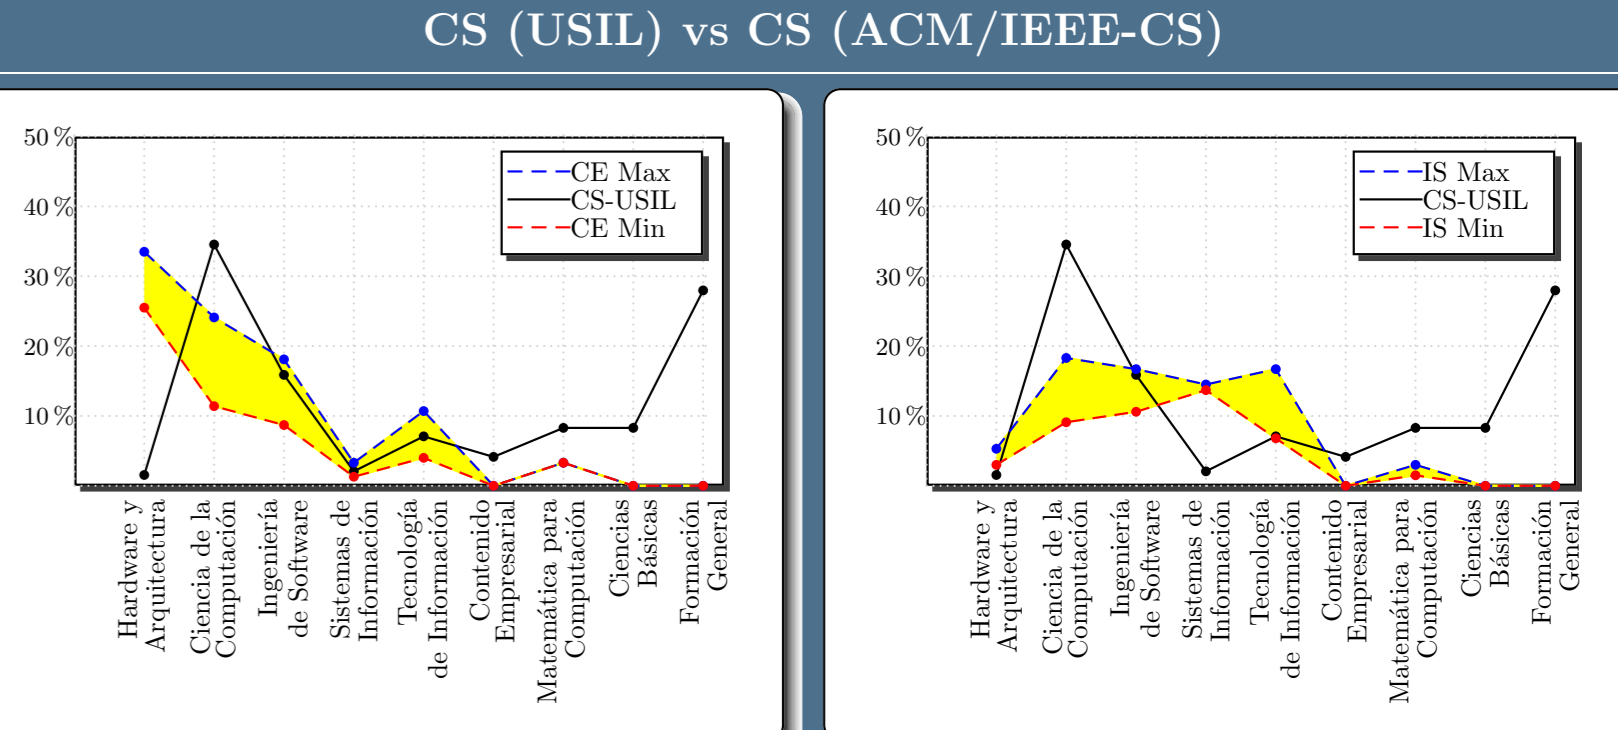 CS (USIL) vs CS (ACM/IEEE-CS)
50 %
40 %
30 %
20 %
10 %
CE Max
CS-USIL
CE Min
Hardware y
Arquitectura
Ciencia de la
Computación
Ingeniería
de Software
Sistemas de
Información
Tecnología
de Información
Contenido
Empresarial
Matemática para
Computación
Ciencias
Básicas
Formación
General
50 %
40 %
30 %
20 %
10 %
IS Max
CS-USIL
IS Min
Hardware y
Arquitectura
Ciencia de la
Computación
Ingeniería
de Software
Sistemas de
Información
Tecnología
de Información
Contenido
Empresarial
Matemática para
Computación
Ciencias
Básicas
Formación
General